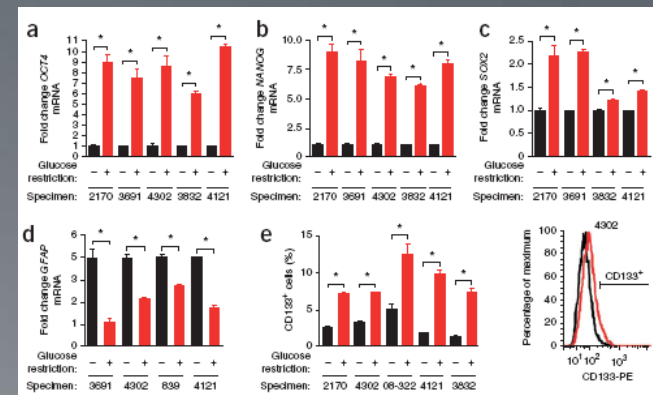 a
Fold change OCT4
mRNA
11
10
9
8
7
6
5
4
3
2
1
0
* * * * *
Glucose
restriction:
– + – + – + – + – +
Specimen: 2170 3691 4302 3832 4121
b
Fold change NANOG
mRNA
10.0
7.5
5.0
2.5
0
* * * * *
Glucose
restriction:
– + – + – + – + – +
Specimen: 2170 3691 4302 3832 4121
c
Fold change SOX2
mRNA
2.5
2.0
1.5
1.0
0.5
0
* * * *
Glucose
restriction:
– + – + – + – +
Specimen: 2170 3691 3832 4121
d
Fold change GFAP
mRNA
6
5
2
1
0
* * * *
Glucose
restriction:
– + – + – + – +
Specimen: 3691 4302 839 4121
e
CD133+ cells (%)
15
10
5
0
* * * * *
Glucose
restriction:
– + – + – + – + – +
Specimen: 2170 4302 08-322 4121 3832
Percentage of maximum
100
80
60
40
20
0
4302
CD133+
10¹ 10² 10³
CD133-PE